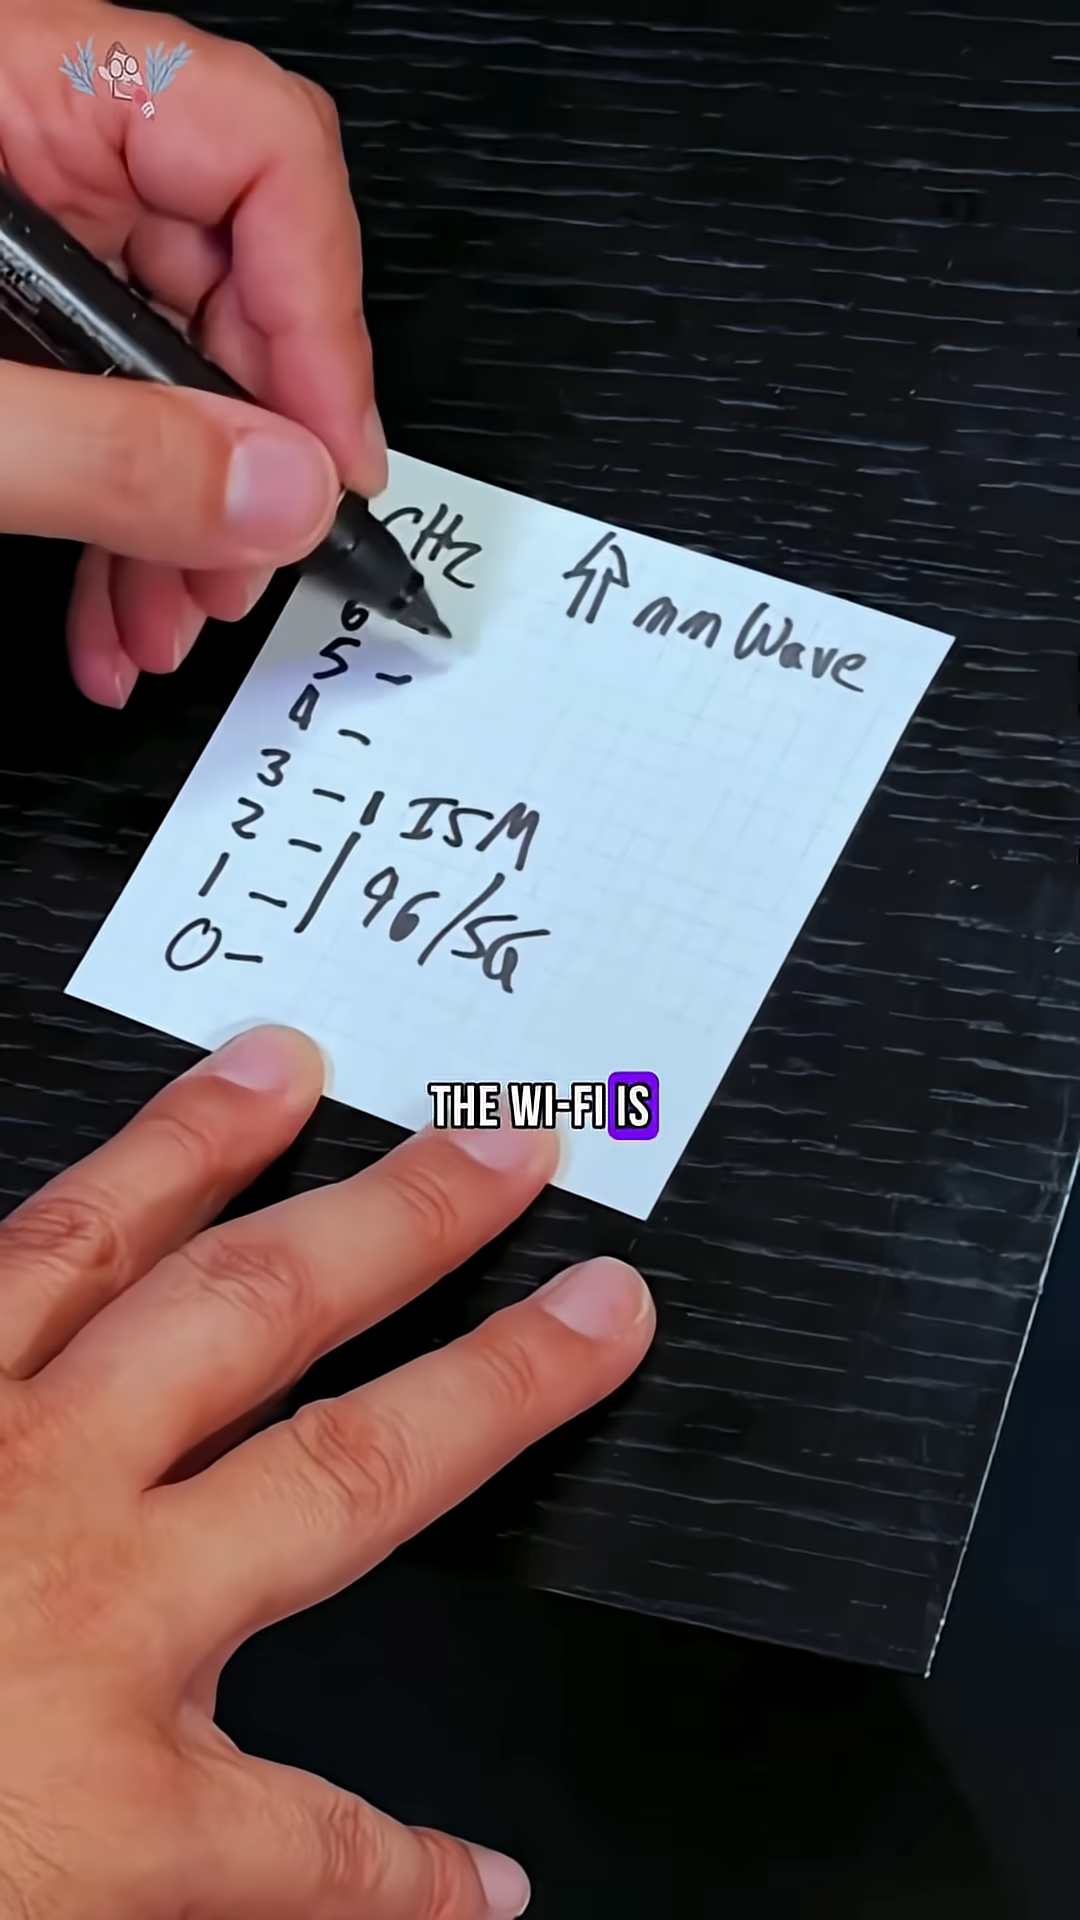 GHz
↑ mm Wave
6 -
5 -
4 -
3 - ISM
2 - 4G/5G
1 -
0 -
THE WI-FI IS